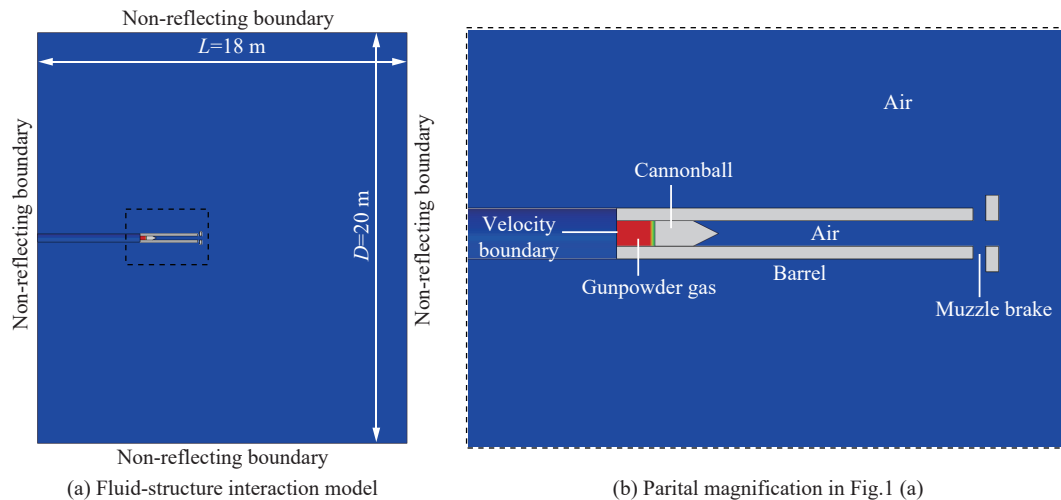 Non-reflecting boundary
L=18 m
Non-reflecting boundary
D=20 m
Non-reflecting boundary
Non-reflecting boundary
(a) Fluid-structure interaction model
Air
Cannonball
Velocity
boundary
Air
Gunpowder gas
Barrel
Muzzle brake
(b) Parital magnification in Fig.1 (a)